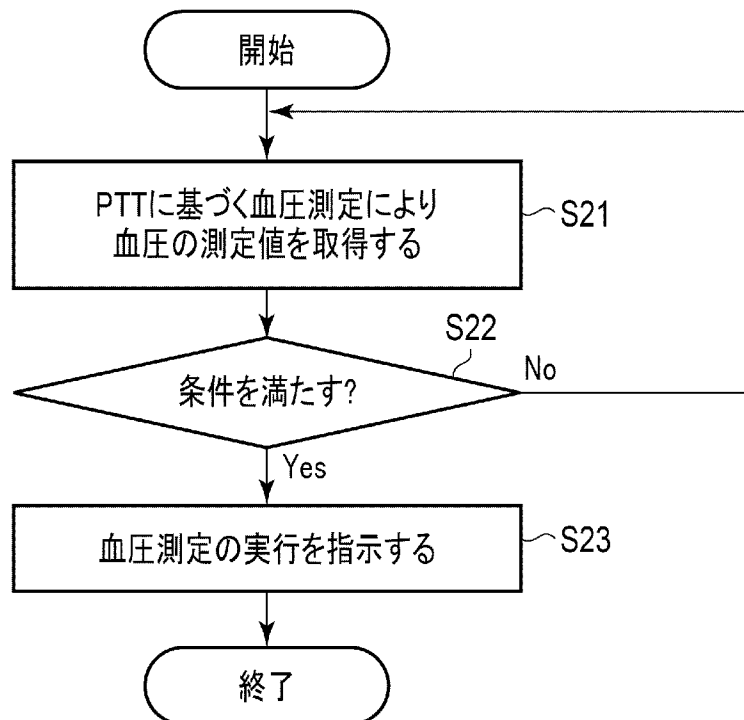 開始
PTTに基づく血圧測定により
血圧の測定値を取得する
S21
S22
条件を満たす?
No
Yes
血圧測定の実行を指示する
S23
終了